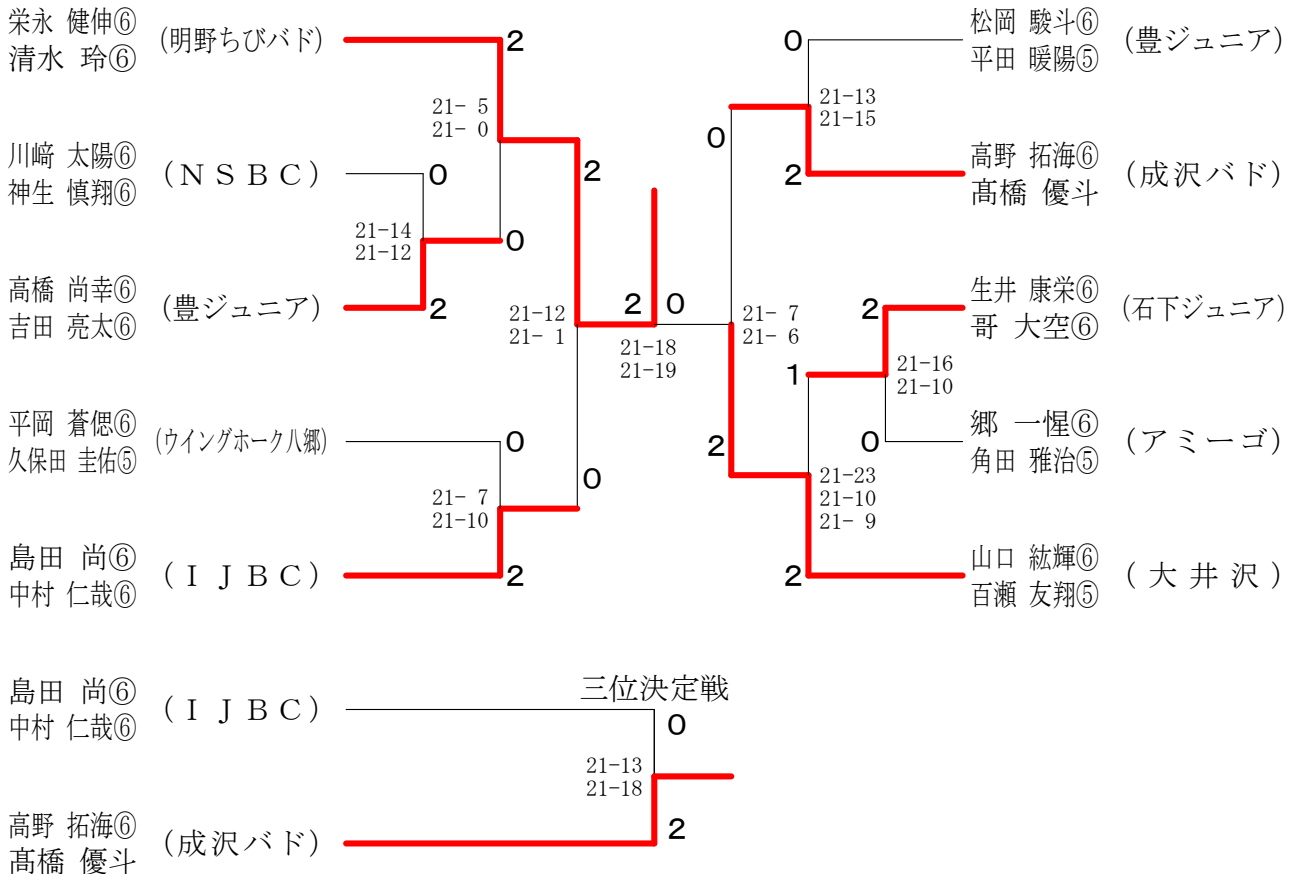 栄永 健伸⑥
清水 玲⑥
(明野ちびバド)
2
21- 5
21- 0
川﨑 太陽⑥
神生 慎翔⑥
(ＮＳＢＣ)
0
2
21-14
21-12
0
高橋 尚幸⑥
吉田 亮太⑥
(豊ジュニア)
2
21-12
21- 1
2
0
21-18
21-19
平岡 蒼偲⑥
久保田 圭佑⑤
(ウイングホーク八郷)
0
0
21- 7
21-10
島田 尚⑥
中村 仁哉⑥
(ＩＪＢＣ)
2
0
松岡 駿斗⑥
平田 暖陽⑤
(豊ジュニア)
21-13
21-15
0
2
高野 拓海⑥
髙橋 優斗
(成沢バド)
21- 7
21- 6
2
生井 康栄⑥
哥 大空⑥
(石下ジュニア)
1
21-16
21-10
2
0
郷 一惺⑥
角田 雅治⑤
(アミーゴ)
21-23
21-10
21- 9
2
山口 紘輝⑥
百瀬 友翔⑤
(大井沢)
三位決定戦
島田 尚⑥
中村 仁哉⑥
(ＩＪＢＣ)
0
21-13
21-18
高野 拓海⑥
髙橋 優斗
(成沢バド)
2